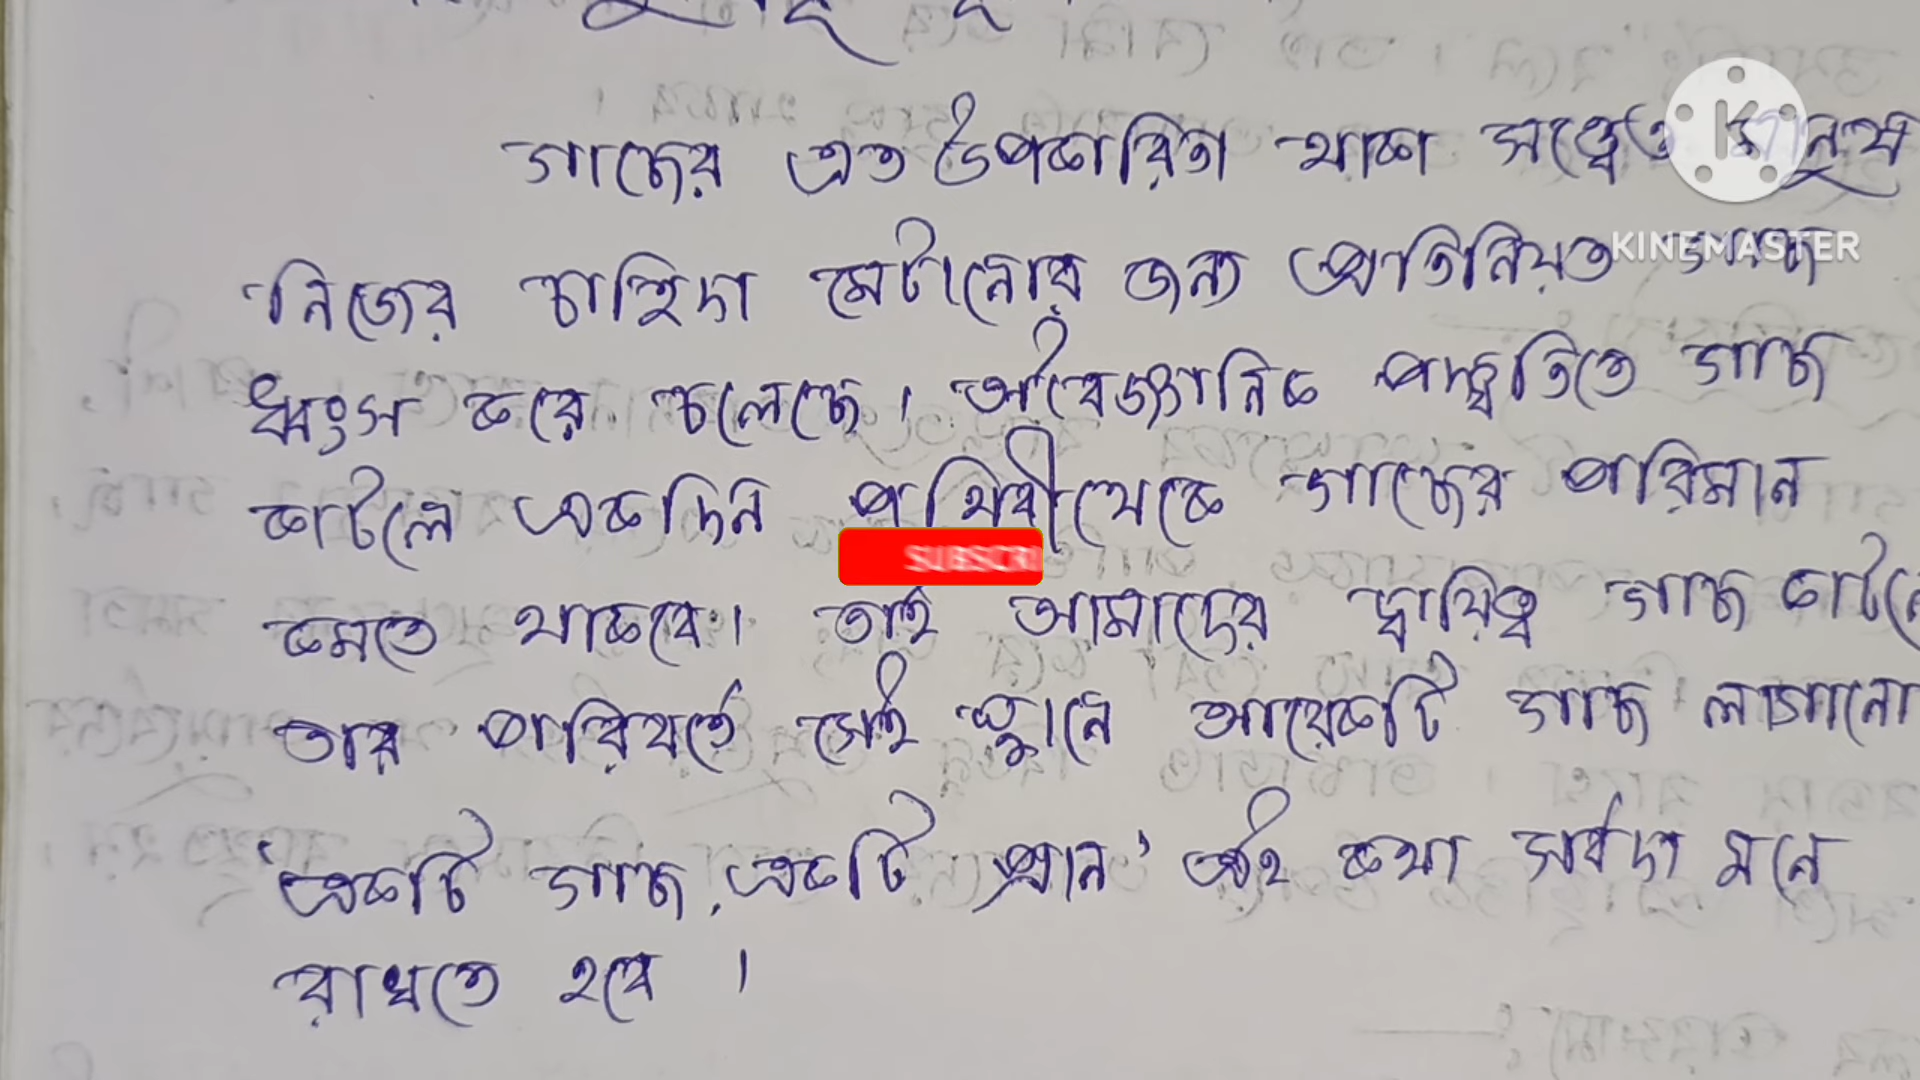 গাছের এত উপকারিতা থাকা সত্ত্বেও মানুষ
KINEMASTER
নিজের চাহিদা মেটানোর জন্য প্রতিনিয়ত গাছ
ধ্বংস করে চলেছে। অবৈজ্ঞানিক পদ্ধতিতে গাছ
কাটলে একদিন পৃথিবী থেকে গাছের পরিমান
SUBSCRI
কমতে থাকবে। তাই আমাদের দ্বায়িত্ব গাছ কাটলে
তার পরিবর্তে সেই স্থানে আরেকটি গাছ লাগানো
'একটি গাছ, একটি প্রান' এই কথা সর্বদা মনে
রাখতে হবে।